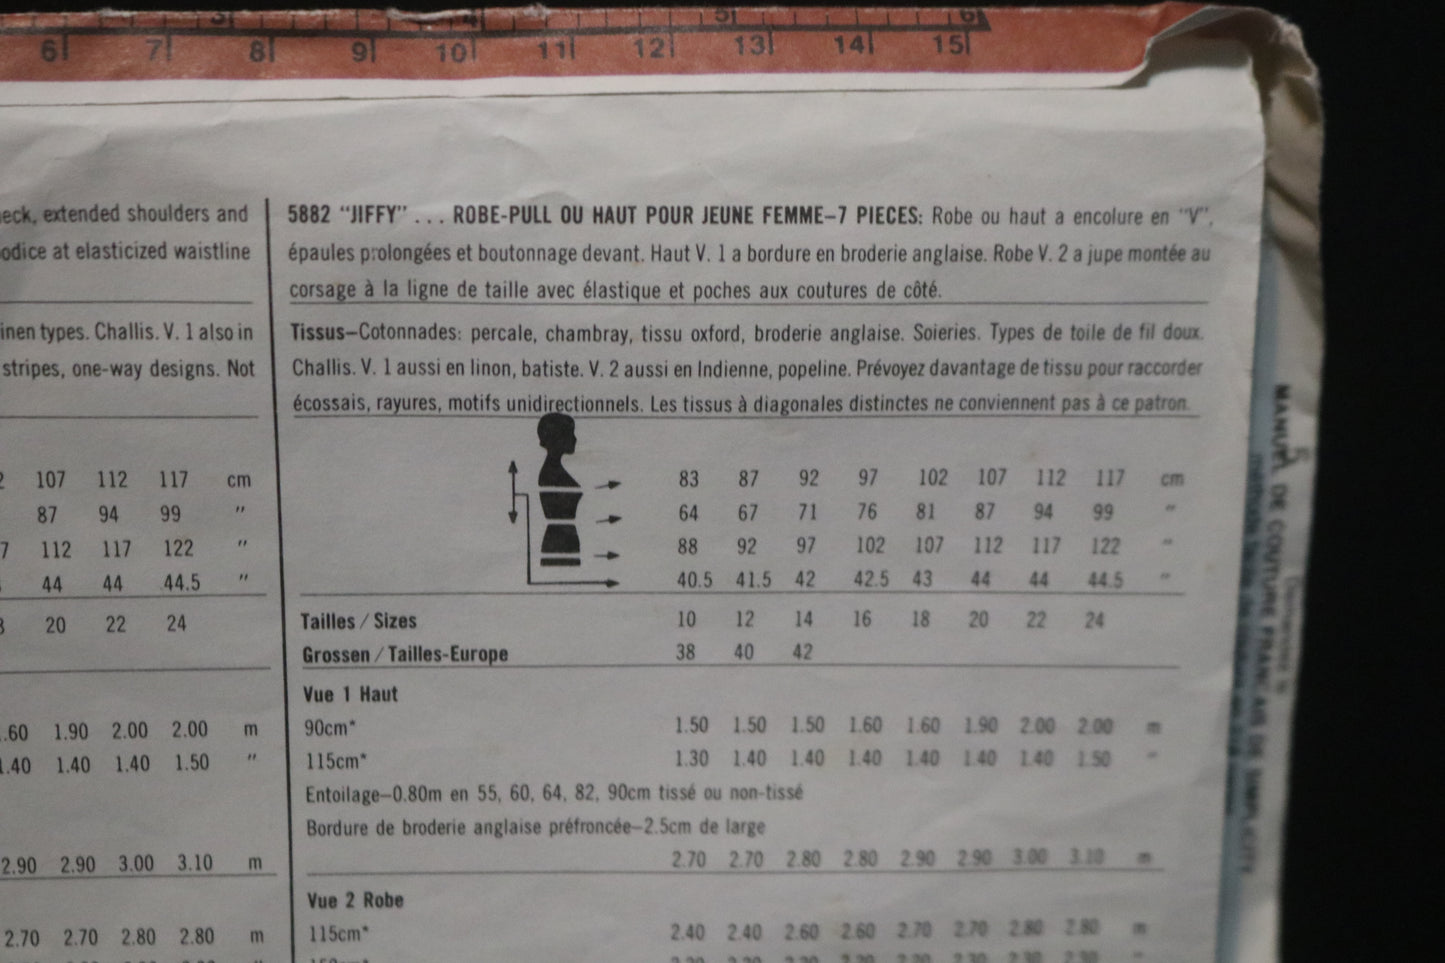 3 4 5 6
6 7 8 9 10 11 12 13 14 15
eck, extended shoulders and
odice at elasticized waistline
inen types. Challis. V. 1 also in
stripes, one-way designs. Not
107 112 117 cm
87 94 99 "
7 112 117 122 "
44 44 44.5 "
20 22 24
.60 1.90 2.00 2.00 m
1.40 1.40 1.40 1.50 "
2.90 2.90 3.00 3.10 m
2.70 2.70 2.80 2.80 m
5882 "JIFFY" . . . ROBE-PULL OU HAUT POUR JEUNE FEMME–7 PIECES: Robe ou haut a encolure en "V",
épaules prolongées et boutonnage devant. Haut V. 1 a bordure en broderie anglaise. Robe V. 2 a jupe montée au
corsage à la ligne de taille avec élastique et poches aux coutures de côté.
Tissus–Cotonnades: percale, chambray, tissu oxford, broderie anglaise. Soieries. Types de toile de fil doux.
Challis. V. 1 aussi en linon, batiste. V. 2 aussi en Indienne, popeline. Prévoyez davantage de tissu pour raccorder
écossais, rayures, motifs unidirectionnels. Les tissus à diagonales distinctes ne conviennent pas à ce patron.
83 87 92 97 102 107 112 117 cm
64 67 71 76 81 87 94 99 "
88 92 97 102 107 112 117 122 "
40.5 41.5 42 42.5 43 44 44 44.5 "
Tailles / Sizes 10 12 14 16 18 20 22 24
Grossen / Tailles-Europe 38 40 42
Vue 1 Haut
90cm* 1.50 1.50 1.50 1.60 1.60 1.90 2.00 2.00 m
115cm* 1.30 1.40 1.40 1.40 1.40 1.40 1.40 1.50 "
Entoilage–0.80m en 55, 60, 64, 82, 90cm tissé ou non-tissé
Bordure de broderie anglaise préfroncée–2.5cm de large
2.70 2.70 2.80 2.80 2.90 2.90 3.00 3.10 m
Vue 2 Robe
115cm* 2.40 2.40 2.60 2.60 2.70 2.70 2.80 2.80 m
MANUEL DE COUTURE FRANCAIS DE SIMPLICITY